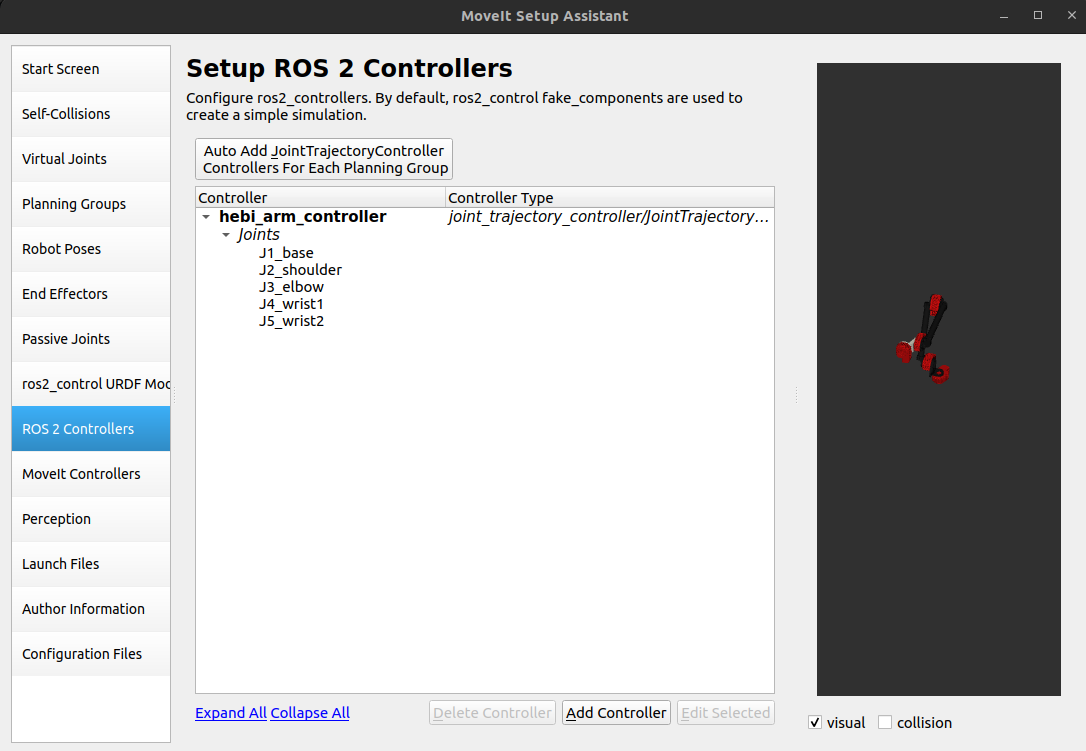 MoveIt Setup Assistant
Start Screen
Self-Collisions
Virtual Joints
Planning Groups
Robot Poses
End Effectors
Passive Joints
ros2_control URDF Mod
ROS 2 Controllers
MoveIt Controllers
Perception
Launch Files
Author Information
Configuration Files
Setup ROS 2 Controllers
Configure ros2_controllers. By default, ros2_control fake_components are used to
create a simple simulation.
Auto Add JointTrajectoryController
Controllers For Each Planning Group
Controller Controller Type
hebi_arm_controller joint_trajectory_controller/JointTrajectory...
Joints
J1_base
J2_shoulder
J3_elbow
J4_wrist1
J5_wrist2
Expand All Collapse All Delete Controller Add Controller Edit Selected
visual collision